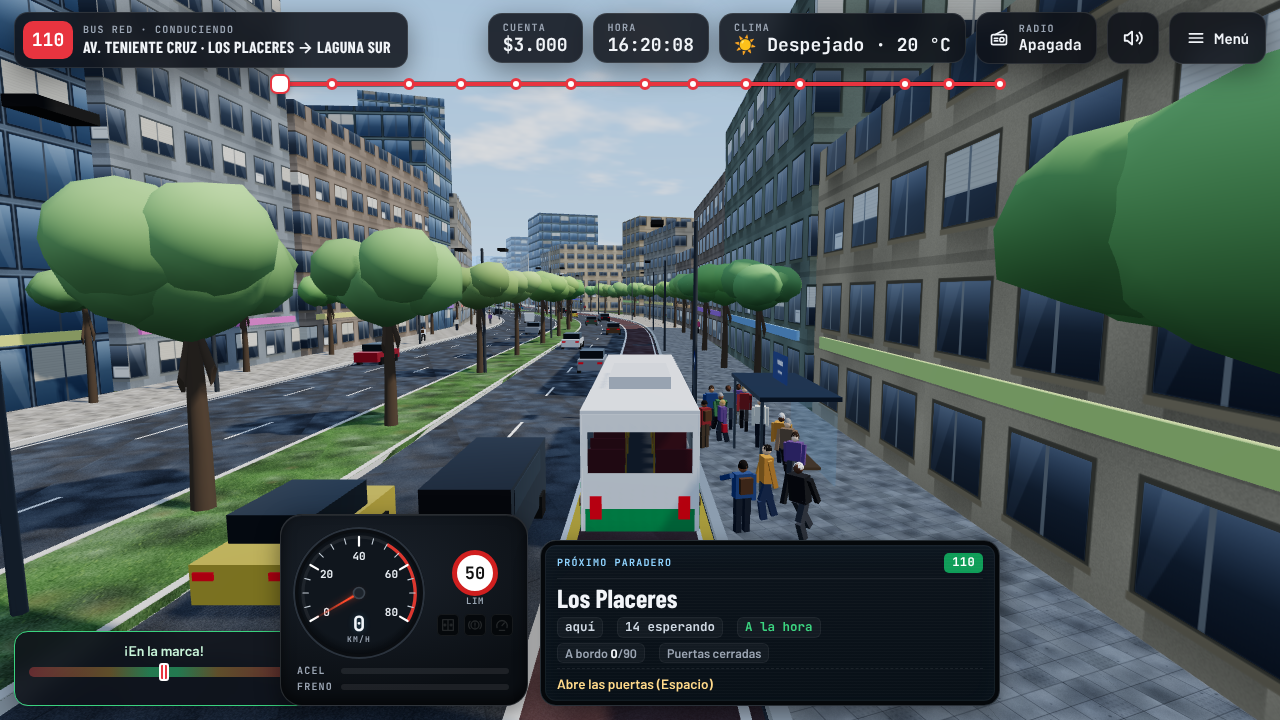 110
BUS RED · CONDUCIENDO
AV. TENIENTE CRUZ · LOS PLACERES → LAGUNA SUR
CUENTA
$3.000
HORA
16:20:08
CLIMA
☀️ Despejado · 20 °C
RADIO
Apagada
Menú
0
20
40
60
80
0
KM/H
50
LIM
ACEL
FRENO
¡En la marca!
PRÓXIMO PARADERO
110
Los Placeres
aquí 14 esperando A la hora
A bordo 0/90 Puertas cerradas
Abre las puertas (Espacio)